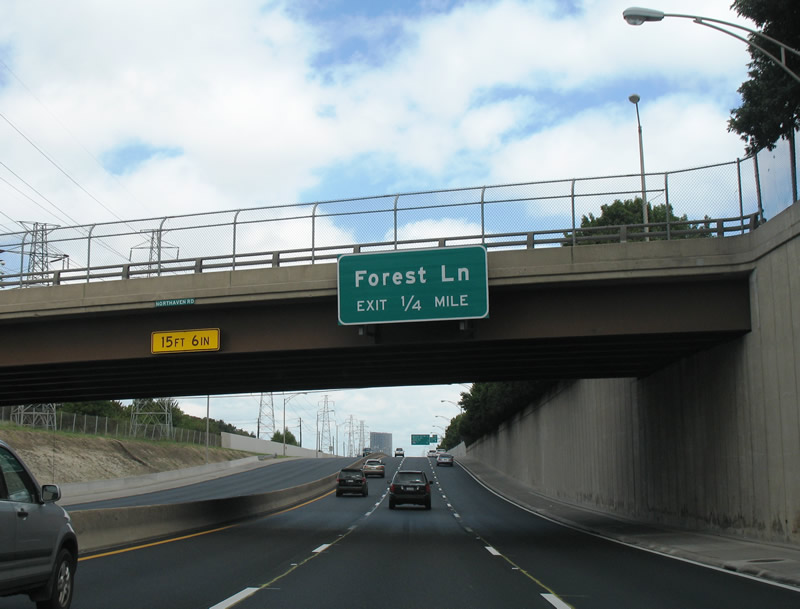 Forest Ln
EXIT 1/4 MILE
NORTHAVEN RD
15FT 6IN